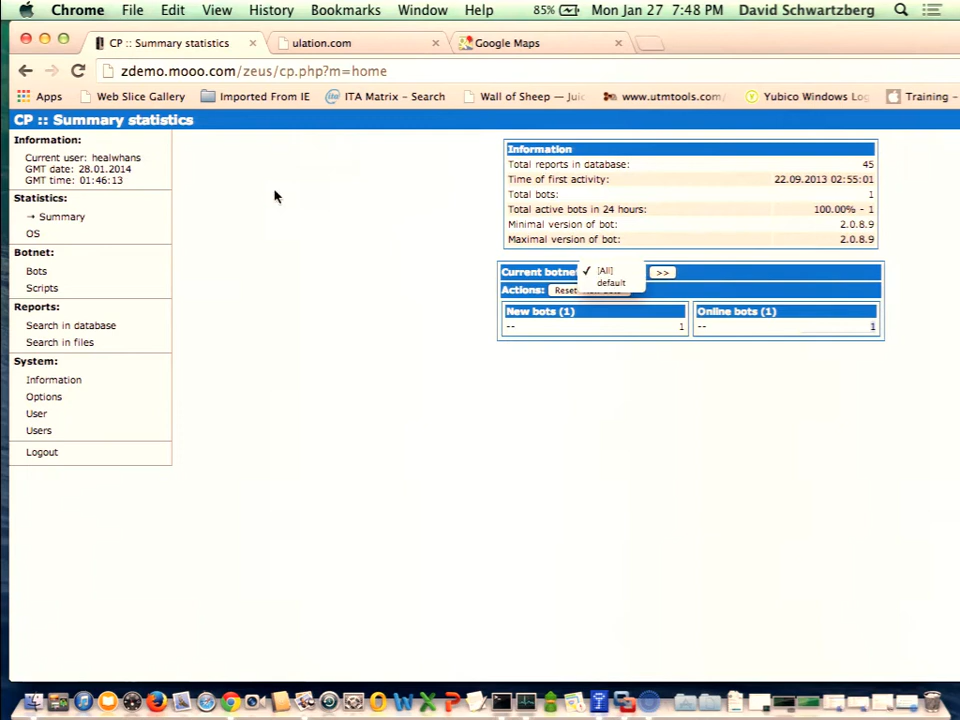 Chrome File Edit View History Bookmarks Window Help 85% Mon Jan 27 7:48 PM David Schwartzberg
CP :: Summary statistics ulation.com Google Maps
zdemo.mooo.com/zeus/cp.php?m=home
Apps Web Slice Gallery Imported From IE ITA Matrix - Search Wall of Sheep — Juic www.utmtools.com/ Yubico Windows Log Training -
CP :: Summary statistics
Information:
Current user: healwhans
GMT date: 28.01.2014
GMT time: 01:46:13
Statistics:
→ Summary
OS
Botnet:
Bots
Scripts
Reports:
Search in database
Search in files
System:
Information
Options
User
Users
Logout
Information
Total reports in database: 45
Time of first activity: 22.09.2013 02:55:01
Total bots: 1
Total active bots in 24 hours: 100.00% - 1
Minimal version of bot: 2.0.8.9
Maximal version of bot: 2.0.8.9
Current botnet [All] >>
default
Actions: Reset
New bots (1) Online bots (1)
-- 1 -- 1